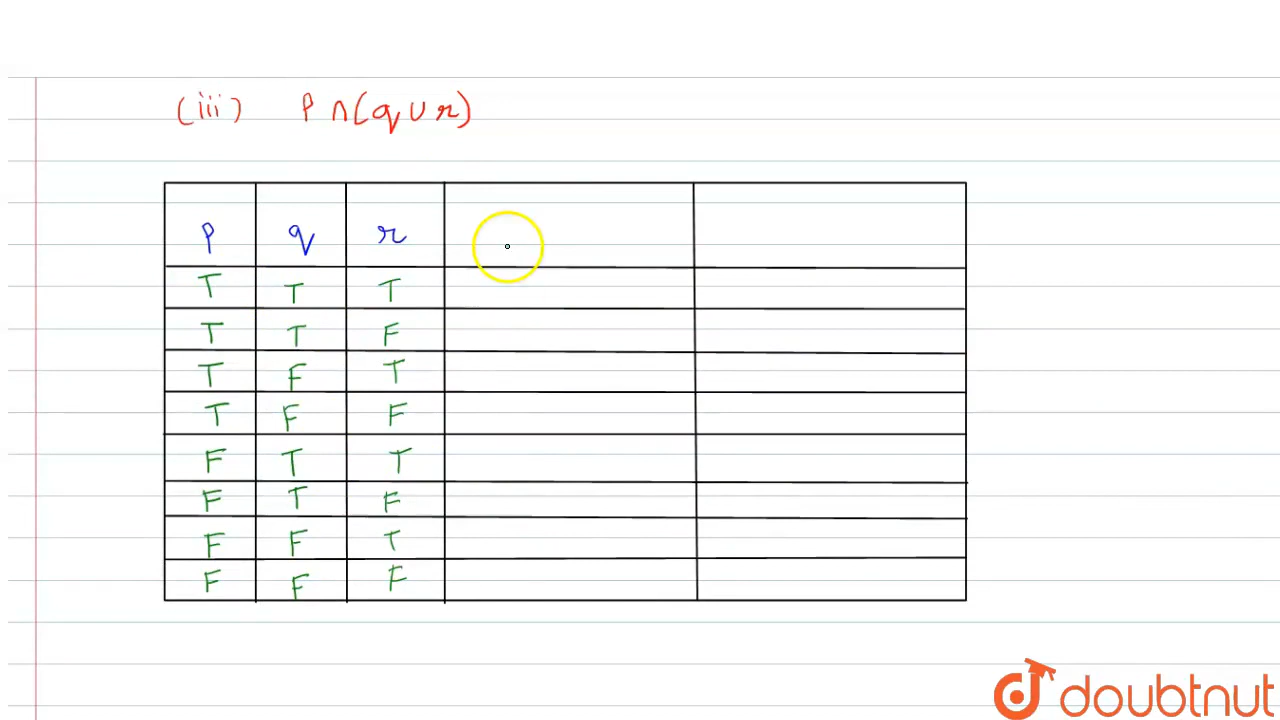 (iii) P ∩ (q ∪ r)
P q r
T T T
T T F
T F T
T F F
F T T
F T F
F F T
F F F
doubtnut